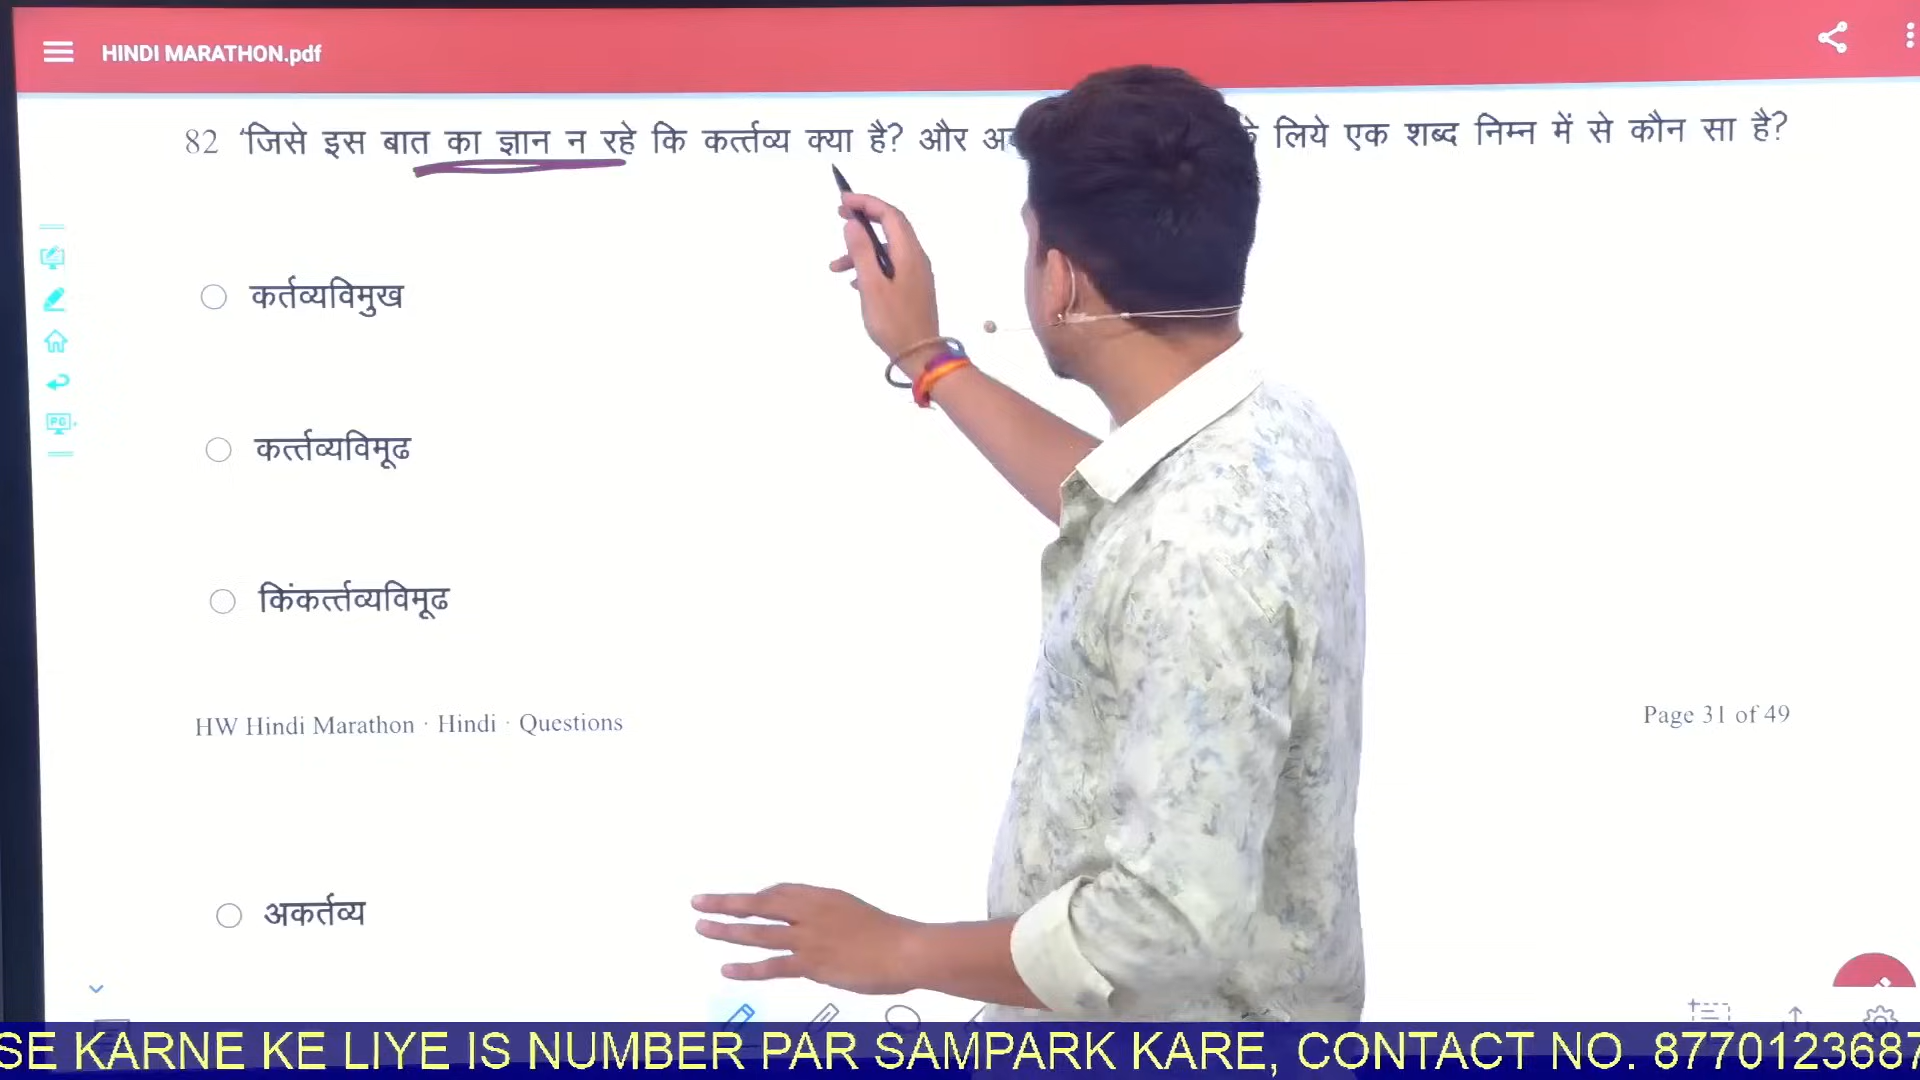 HINDI MARATHON.pdf
82 'जिसे इस बात का ज्ञान न रहे कि कर्त्तव्य क्या है? और लिये एक शब्द निम्न में से कौन सा है?
कर्तव्यविमुख
कर्त्तव्यविमूढ
किंकर्त्तव्यविमूढ
HW Hindi Marathon · Hindi · Questions
Page 31 of 49
अकर्तव्य
SE KARNE KE LIYE IS NUMBER PAR SAMPARK KARE, CONTACT NO. 8770123687